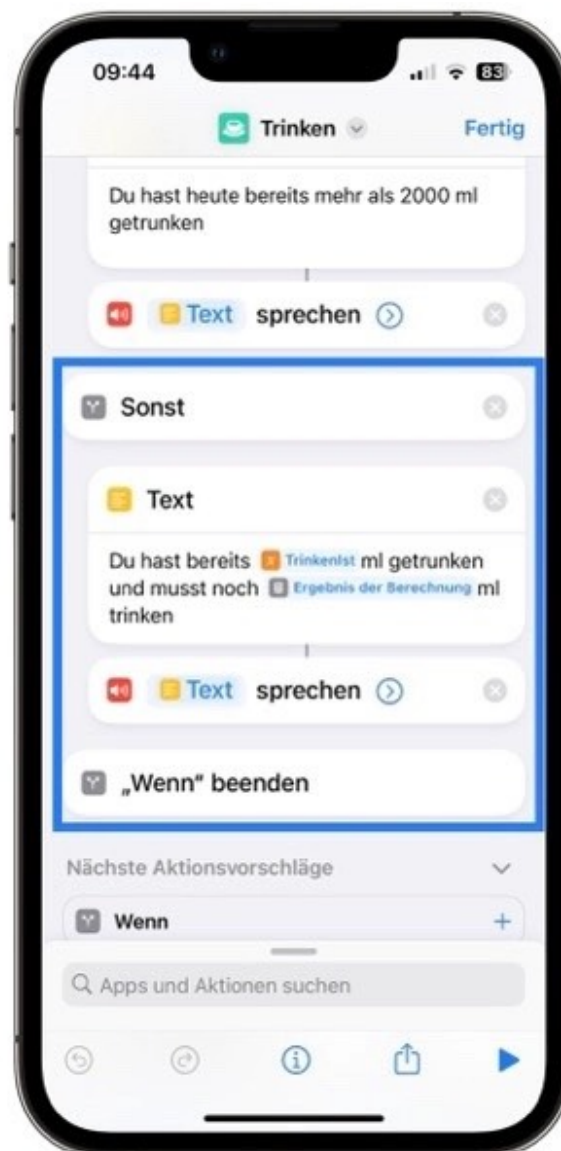 09:44 83
Trinken Fertig
Du hast heute bereits mehr als 2000 ml
getrunken
Text sprechen
Sonst
Text
Du hast bereits TrinkenIst ml getrunken
und musst noch Ergebnis der Berechnung ml
trinken
Text sprechen
„Wenn“ beenden
Nächste Aktionsvorschläge
Wenn
Apps und Aktionen suchen